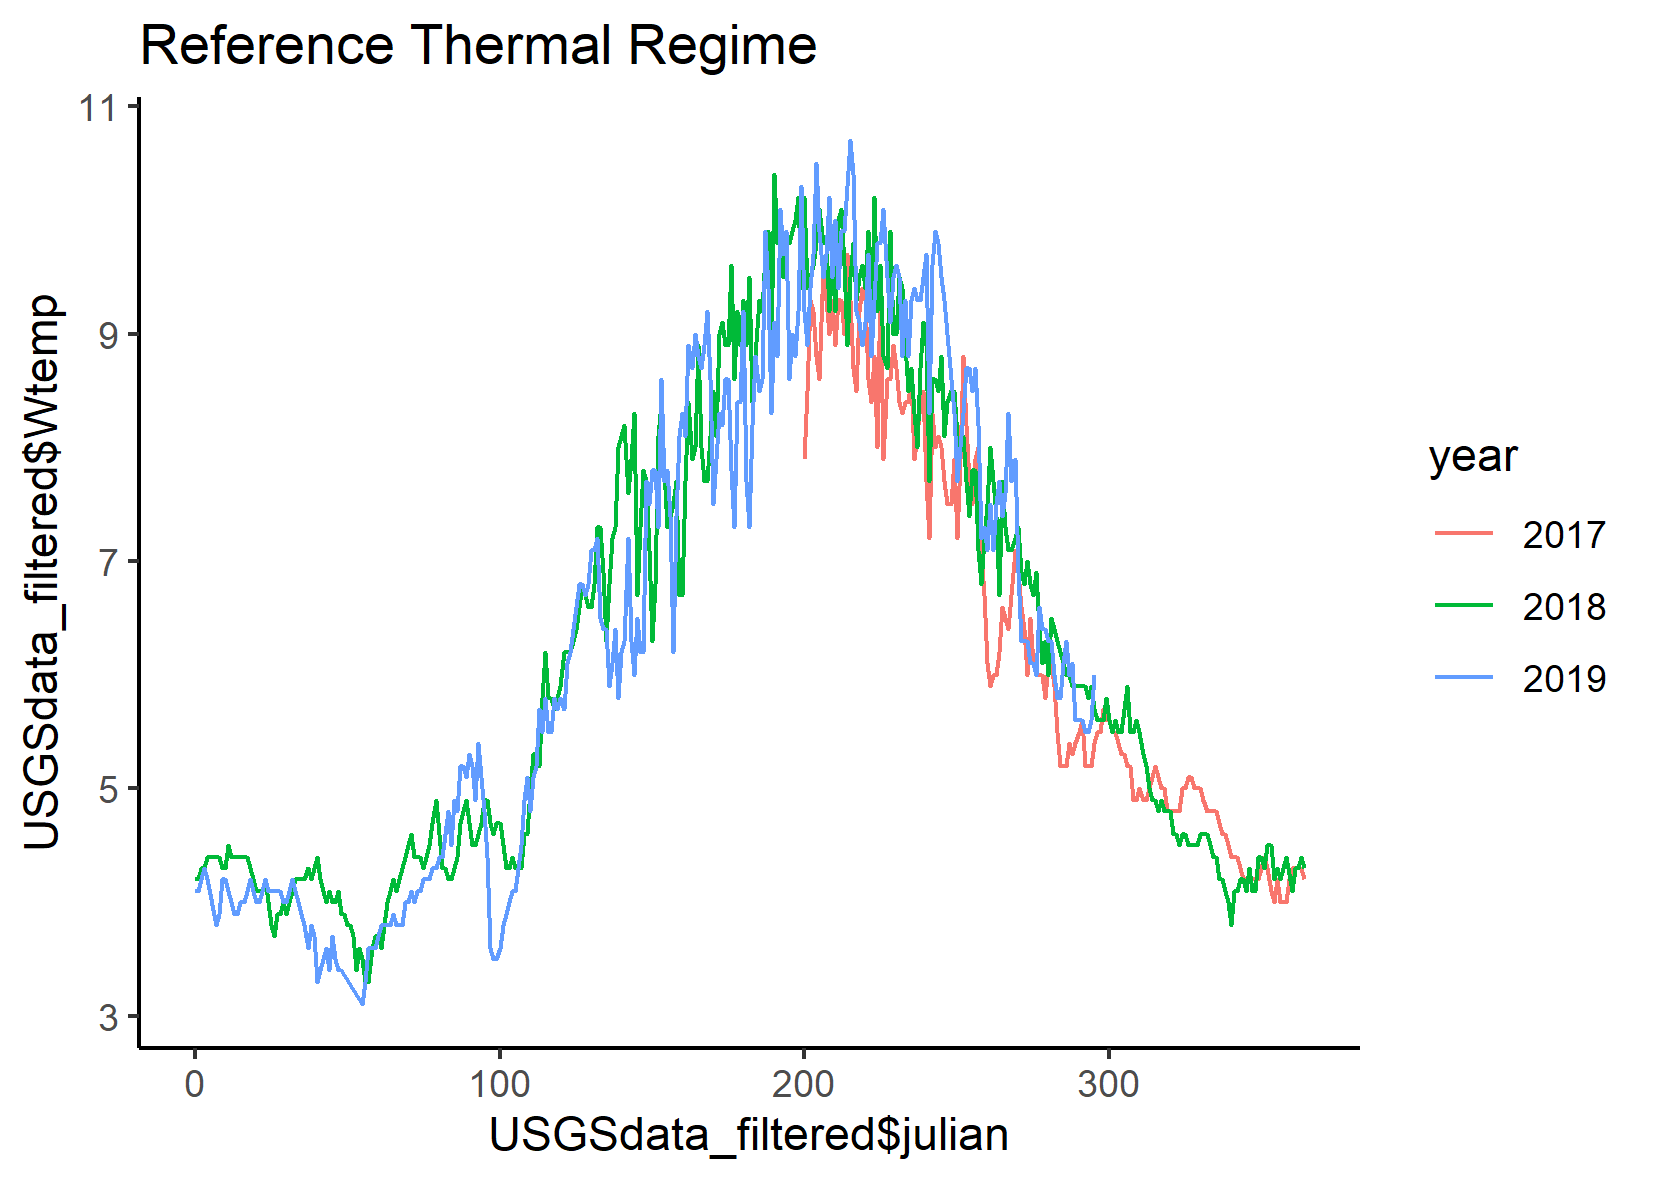 Reference Thermal Regime
11
9
7
5
3
USGSdata_filtered$Wtemp
0 100 200 300
USGSdata_filtered$julian
year
2017
2018
2019